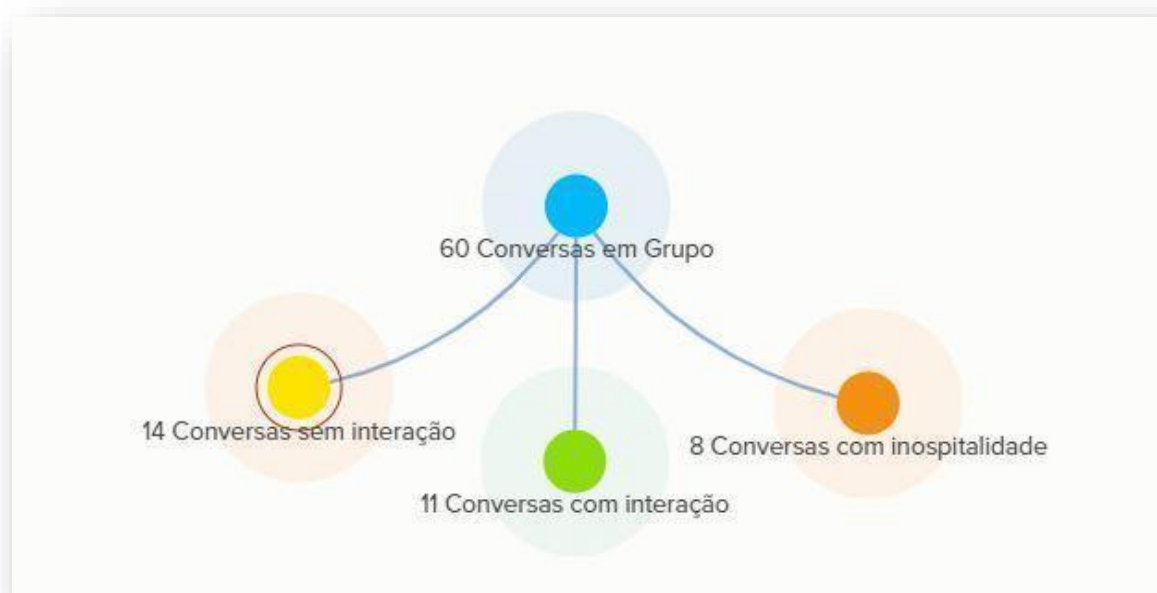 60 Conversas em Grupo
14 Conversas sem interação
11 Conversas com interação
8 Conversas com inospitalidade